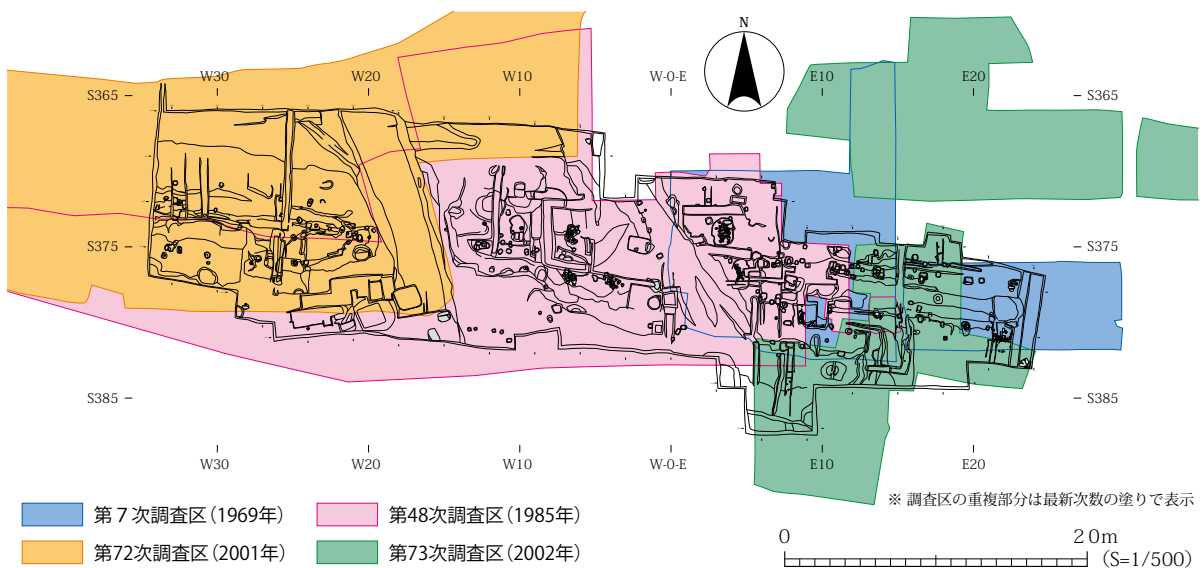 N
W30 W20 W10 W-0-E E10 E20
S365 S365
S375 S375
S385 S385
W30 W20 W10 W-0-E E10 E20
※ 調査区の重複部分は最新次数の塗りで表示
第7次調査区(1969年) 第48次調査区(1985年)
第72次調査区(2001年) 第73次調査区(2002年)
0 20m
(S=1/500)